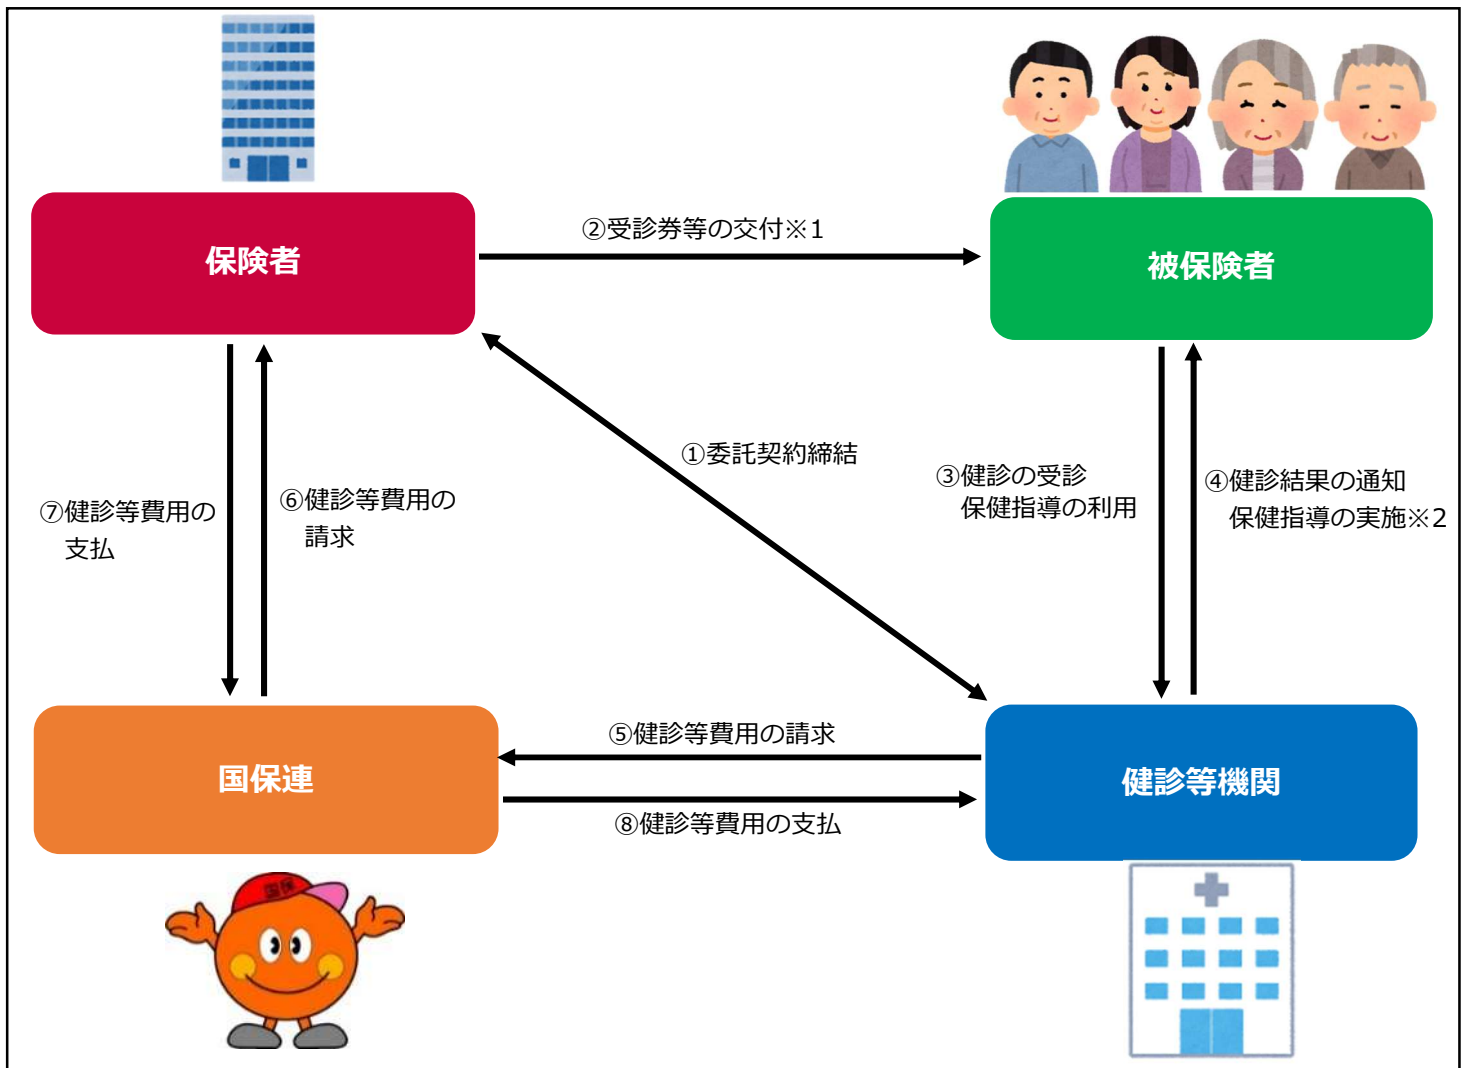 ②受診券等の交付※1
保険者
被保険者
①委託契約締結
③健診の受診
保健指導の利用
④健診結果の通知
保健指導の実施※2
⑦健診等費用の
支払
⑥健診等費用の
請求
⑤健診等費用の請求
国保連
健診等機関
⑧健診等費用の支払
国保